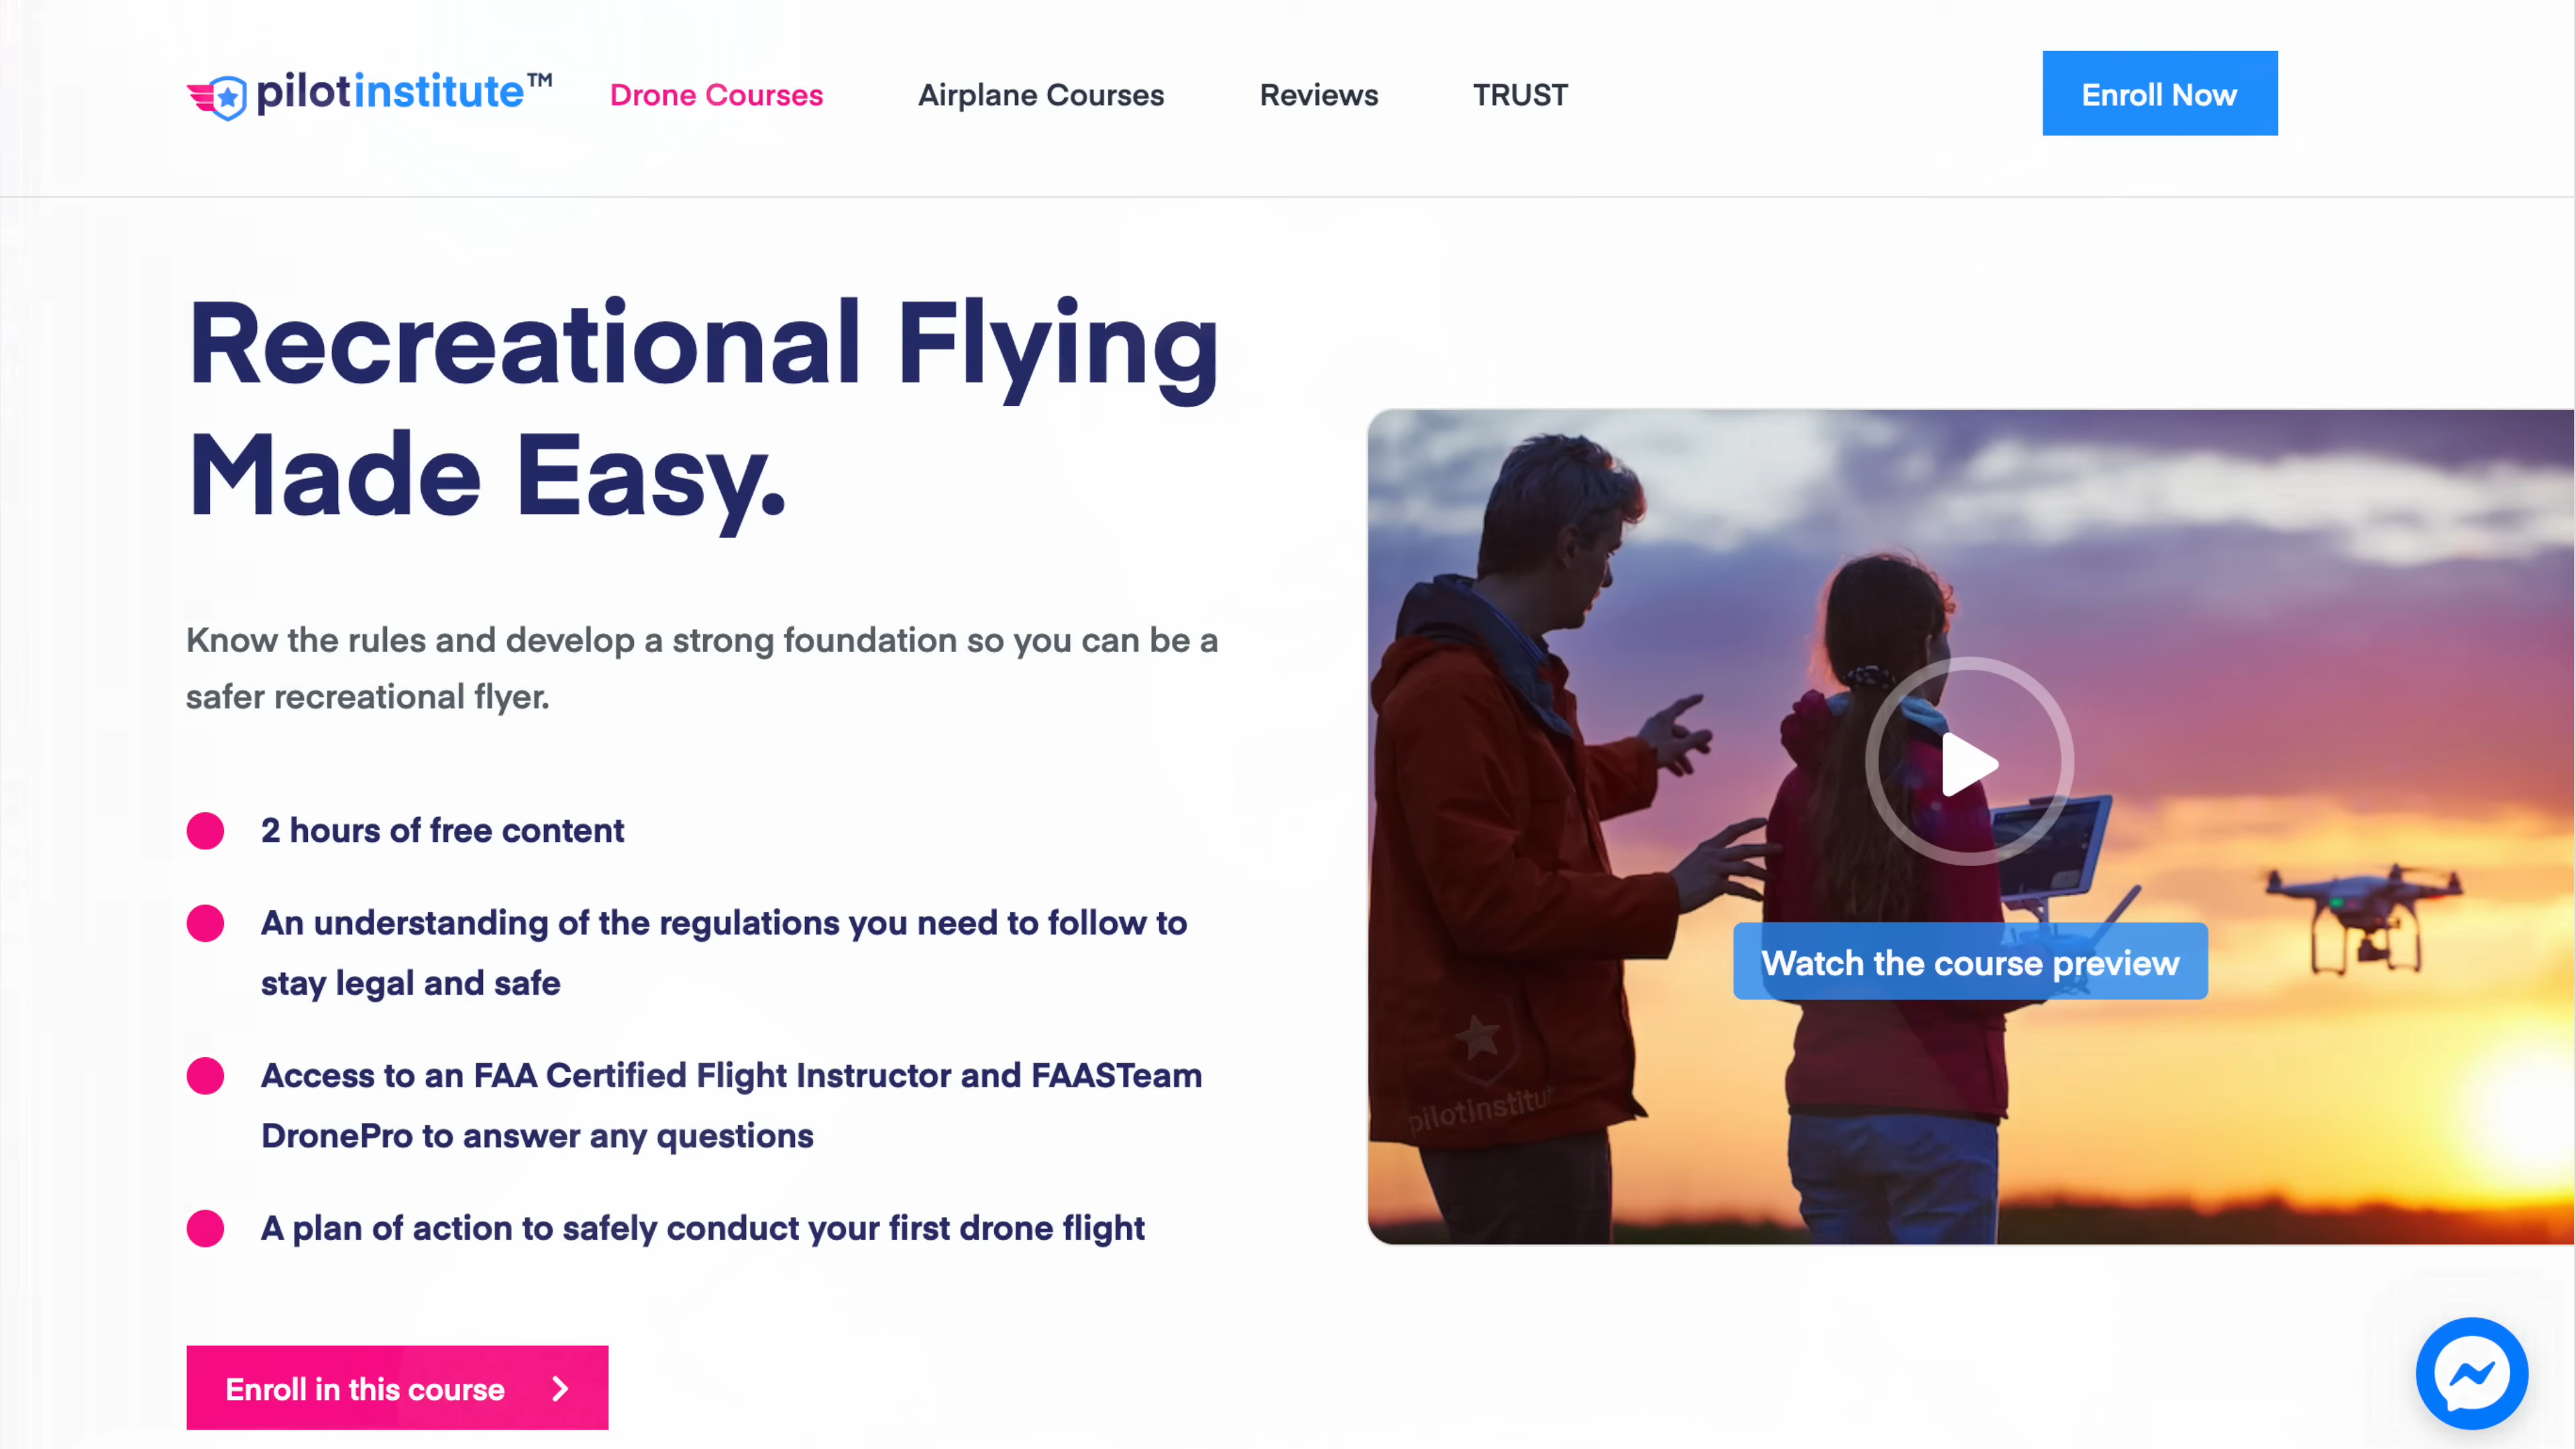 pilotinstitute™
Drone Courses
Airplane Courses
Reviews
TRUST
Enroll Now
Recreational Flying
Made Easy.
Know the rules and develop a strong foundation so you can be a
safer recreational flyer.
2 hours of free content
An understanding of the regulations you need to follow to
stay legal and safe
Access to an FAA Certified Flight Instructor and FAASTeam
DronePro to answer any questions
A plan of action to safely conduct your first drone flight
Enroll in this course
Watch the course preview